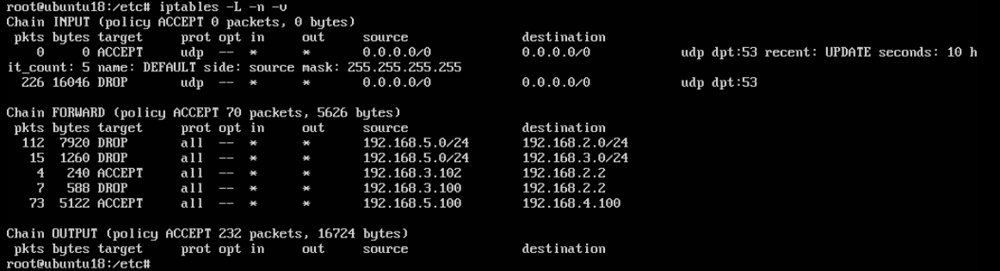 root@ubuntu18:/etc# iptables -L -n -v
Chain INPUT (policy ACCEPT 0 packets, 0 bytes)
 pkts bytes target     prot opt in     out     source               destination
    0     0 ACCEPT     udp  --  *      *       0.0.0.0/0            0.0.0.0/0            udp dpt:53 recent: UPDATE seconds: 10 h
it_count: 5 name: DEFAULT side: source mask: 255.255.255.255
  226 16046 DROP       udp  --  *      *       0.0.0.0/0            0.0.0.0/0            udp dpt:53
Chain FORWARD (policy ACCEPT 70 packets, 5626 bytes)
 pkts bytes target     prot opt in     out     source               destination
  112  7920 DROP       all  --  *      *       192.168.5.0/24       192.168.2.0/24
   15  1260 DROP       all  --  *      *       192.168.5.0/24       192.168.3.0/24
    4   240 ACCEPT     all  --  *      *       192.168.3.102        192.168.2.2
    7   588 DROP       all  --  *      *       192.168.3.100        192.168.2.2
   73  5122 ACCEPT     all  --  *      *       192.168.5.100        192.168.4.100
Chain OUTPUT (policy ACCEPT 232 packets, 16724 bytes)
 pkts bytes target     prot opt in     out     source               destination
root@ubuntu18:/etc#